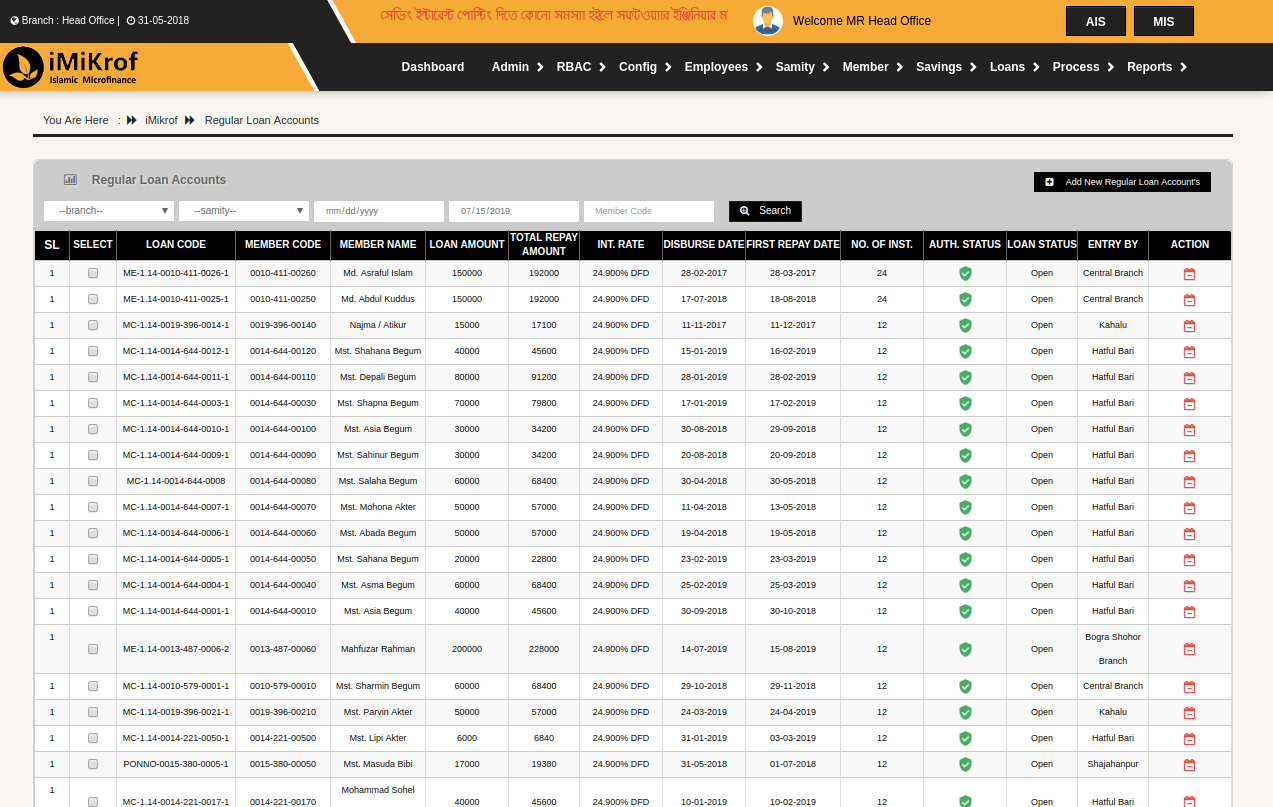 Branch : Head Office | 31-05-2018
সেভিং ইন্টারেস্ট পোস্টিং দিতে কোনো সমস্যা হইলে সফটওয়্যার ইঞ্জিনিয়ার
Welcome MR Head Office
AIS MIS
iMiKrof
Islamic Microfinance
Dashboard Admin RBAC Config Employees Samity Member Savings Loans Process Reports
You Are Here : iMikrof Regular Loan Accounts
Regular Loan Accounts
Add New Regular Loan Account's
--branch-- --samity-- mm/dd/yyyy 07/15/2019 Member Code Search
SL SELECT LOAN CODE MEMBER CODE MEMBER NAME LOAN AMOUNT TOTAL REPAY AMOUNT INT. RATE DISBURSE DATE FIRST REPAY DATE NO. OF INST. AUTH. STATUS LOAN STATUS ENTRY BY ACTION
1 ME-1.14-0010-411-0026-1 0010-411-00260 Md. Asraful Islam 150000 192000 24.900% DFD 28-02-2017 28-03-2017 24 Open Central Branch
1 ME-1.14-0010-411-0025-1 0010-411-00250 Md. Abdul Kuddus 150000 192000 24.900% DFD 17-07-2018 18-08-2018 24 Open Central Branch
1 MC-1.14-0019-396-0014-1 0019-396-00140 Najma / Atikur 15000 17100 24.900% DFD 11-11-2017 11-12-2017 12 Open Kahalu
1 MC-1.14-0014-644-0012-1 0014-644-00120 Mst. Shahana Begum 40000 45600 24.900% DFD 15-01-2019 16-02-2019 12 Open Hatful Bari
1 MC-1.14-0014-644-0011-1 0014-644-00110 Mst. Depali Begum 80000 91200 24.900% DFD 28-01-2019 28-02-2019 12 Open Hatful Bari
1 MC-1.14-0014-644-0003-1 0014-644-00030 Mst. Shapna Begum 70000 79800 24.900% DFD 17-01-2019 17-02-2019 12 Open Hatful Bari
1 MC-1.14-0014-644-0010-1 0014-644-00100 Mst. Asia Begum 30000 34200 24.900% DFD 30-08-2018 29-09-2018 12 Open Hatful Bari
1 MC-1.14-0014-644-0009-1 0014-644-00090 Mst. Sahinur Begum 30000 34200 24.900% DFD 20-08-2018 20-09-2018 12 Open Hatful Bari
1 MC-1.14-0014-644-0008 0014-644-00080 Mst. Salaha Begum 60000 68400 24.900% DFD 30-04-2018 30-05-2018 12 Open Hatful Bari
1 MC-1.14-0014-644-0007-1 0014-644-00070 Mst. Mohona Akter 50000 57000 24.900% DFD 11-04-2018 13-05-2018 12 Open Hatful Bari
1 MC-1.14-0014-644-0006-1 0014-644-00060 Mst. Abada Begum 50000 57000 24.900% DFD 19-04-2018 19-05-2018 12 Open Hatful Bari
1 MC-1.14-0014-644-0005-1 0014-644-00050 Mst. Sahana Begum 20000 22800 24.900% DFD 23-02-2019 23-03-2019 12 Open Hatful Bari
1 MC-1.14-0014-644-0004-1 0014-644-00040 Mst. Asma Begum 60000 68400 24.900% DFD 25-02-2019 25-03-2019 12 Open Hatful Bari
1 MC-1.14-0014-644-0001-1 0014-644-00010 Mst. Asia Begum 40000 45600 24.900% DFD 30-09-2018 30-10-2018 12 Open Hatful Bari
1 ME-1.14-0013-487-0006-2 0013-487-00060 Mahfuzar Rahman 200000 228000 24.900% DFD 14-07-2019 15-08-2019 12 Open Bogra Shohor Branch
1 MC-1.14-0010-579-0001-1 0010-579-00010 Mst. Sharmin Begum 60000 68400 24.900% DFD 29-10-2018 29-11-2018 12 Open Central Branch
1 MC-1.14-0019-396-0021-1 0019-396-00210 Mst. Parvin Akter 50000 57000 24.900% DFD 24-03-2019 24-04-2019 12 Open Kahalu
1 MC-1.14-0014-221-0050-1 0014-221-00500 Mst. Lipi Akter 6000 6840 24.900% DFD 31-01-2019 03-03-2019 12 Open Hatful Bari
1 PONNO-0015-380-0005-1 0015-380-00050 Mst. Masuda Bibi 17000 19380 24.900% DFD 31-05-2018 01-07-2018 12 Open Shajahanpur
1 MC-1.14-0014-221-0017-1 0014-221-00170 Mohammad Sohel 40000 45600 24.900% DFD 10-01-2019 10-02-2019 12 Open Hatful Bari